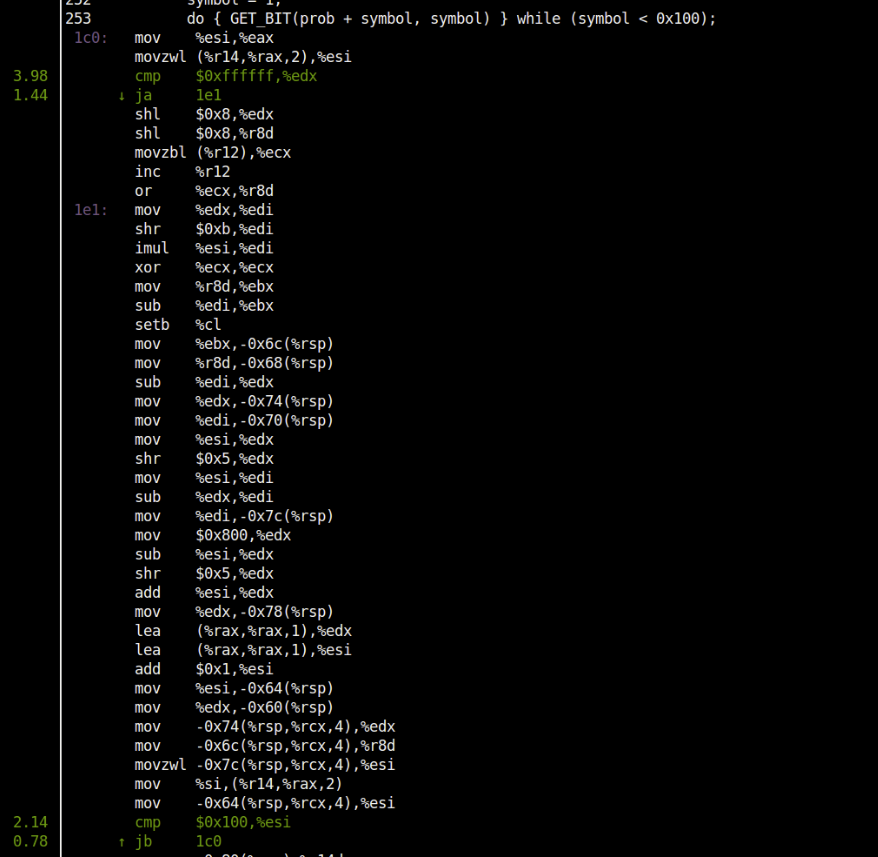 252 symbol = 1;
253 do { GET_BIT(prob + symbol, symbol) } while (symbol < 0x100);
1c0: mov %esi,%eax
movzwl (%r14,%rax,2),%esi
3.98 cmp $0xffffff,%edx
1.44 ↓ ja 1e1
shl $0x8,%edx
shl $0x8,%r8d
movzbl (%r12),%ecx
inc %r12
or %ecx,%r8d
1e1: mov %edx,%edi
shr $0xb,%edi
imul %esi,%edi
xor %ecx,%ecx
mov %r8d,%ebx
sub %edi,%ebx
setb %cl
mov %ebx,-0x6c(%rsp)
mov %r8d,-0x68(%rsp)
sub %edi,%edx
mov %edx,-0x74(%rsp)
mov %edi,-0x70(%rsp)
mov %esi,%edx
shr $0x5,%edx
mov %esi,%edi
sub %edx,%edi
mov %edi,-0x7c(%rsp)
mov $0x800,%edx
sub %esi,%edx
shr $0x5,%edx
add %esi,%edx
mov %edx,-0x78(%rsp)
lea (%rax,%rax,1),%edx
lea (%rax,%rax,1),%esi
add $0x1,%esi
mov %esi,-0x64(%rsp)
mov %edx,-0x60(%rsp)
mov -0x74(%rsp,%rcx,4),%edx
mov -0x6c(%rsp,%rcx,4),%r8d
movzwl -0x7c(%rsp,%rcx,4),%esi
mov %si,(%r14,%rax,2)
mov -0x64(%rsp,%rcx,4),%esi
2.14 cmp $0x100,%esi
0.78 ↑ jb 1c0